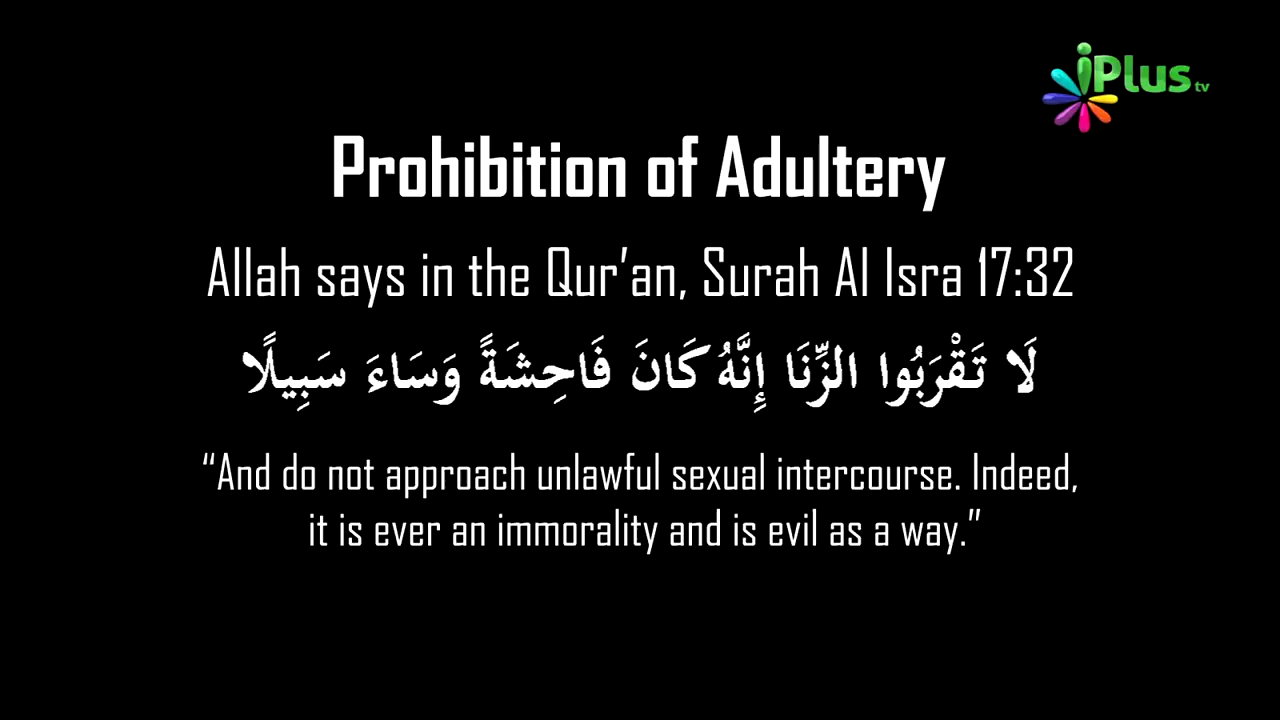 iPlus tv
Prohibition of Adultery
Allah says in the Qur’an, Surah Al Isra 17:32
لَا تَقْرَبُوا الزِّنَا إِنَّهُ كَانَ فَاحِشَةً وَسَاءَ سَبِيلًا
“And do not approach unlawful sexual intercourse. Indeed,
it is ever an immorality and is evil as a way.”